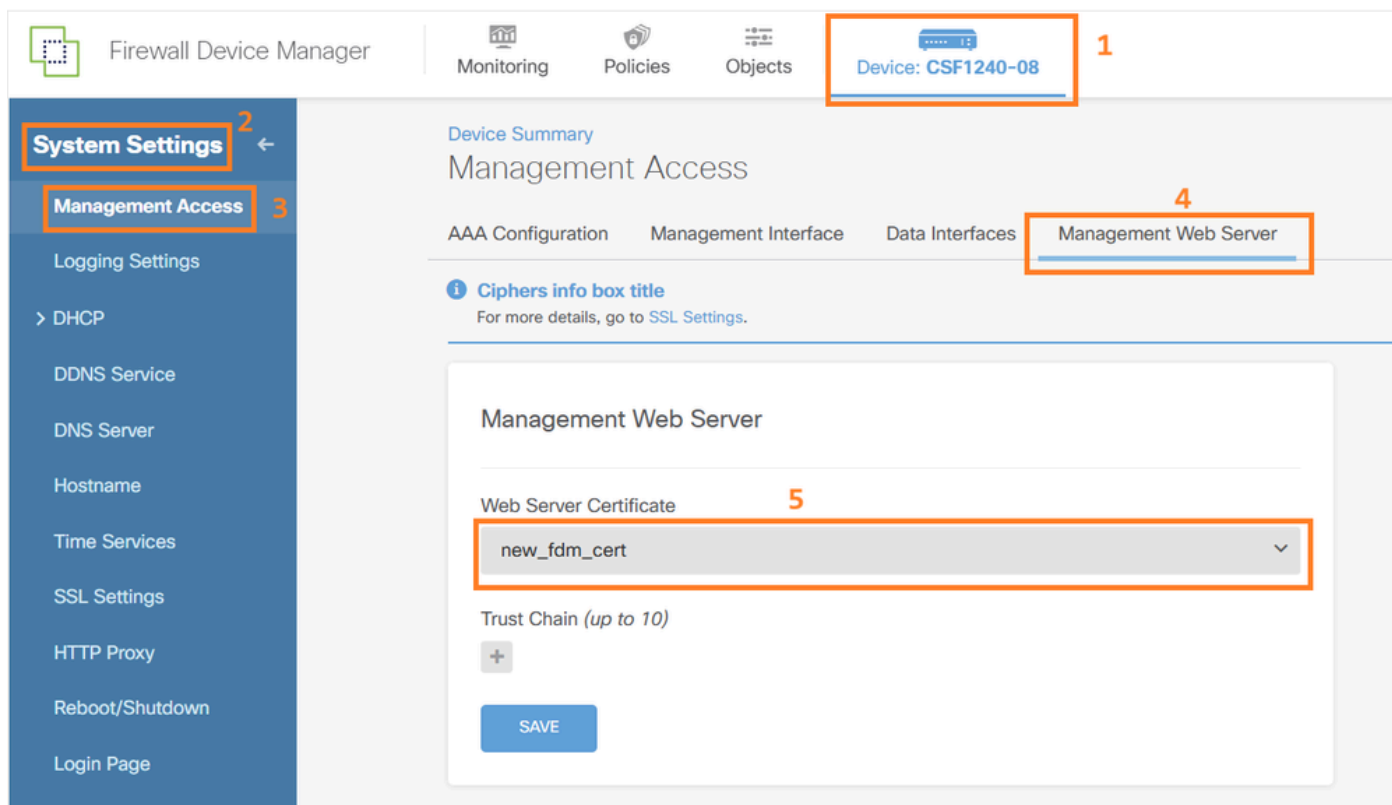 Firewall Device Manager
Monitoring
Policies
Objects
Device: CSF1240-08
1
System Settings
2
Management Access
3
Logging Settings
DHCP
DDNS Service
DNS Server
Hostname
Time Services
SSL Settings
HTTP Proxy
Reboot/Shutdown
Login Page
Device Summary
Management Access
4
AAA Configuration Management Interface Data Interfaces Management Web Server
Ciphers info box title
For more details, go to SSL Settings.
Management Web Server
Web Server Certificate
5
new_fdm_cert
Trust Chain (up to 10)
+
SAVE